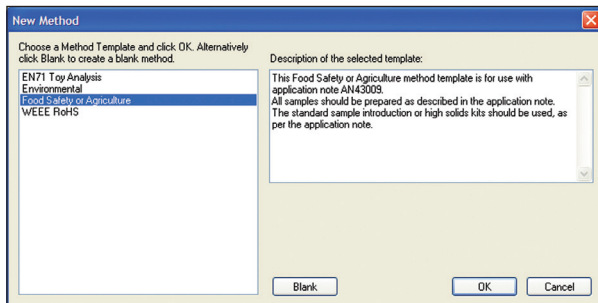 New Method
Choose a Method Template and click OK. Alternatively
click Blank to create a blank method.
EN71 Toy Analysis
Environmental
Food Safety or Agriculture
WEEE RoHS
Description of the selected template:
This Food Safety or Agriculture method template is for use with
application note AN43009.
All samples should be prepared as described in the application note.
The standard sample introduction or high solids kits should be used, as
per the application note.
Blank
OK
Cancel